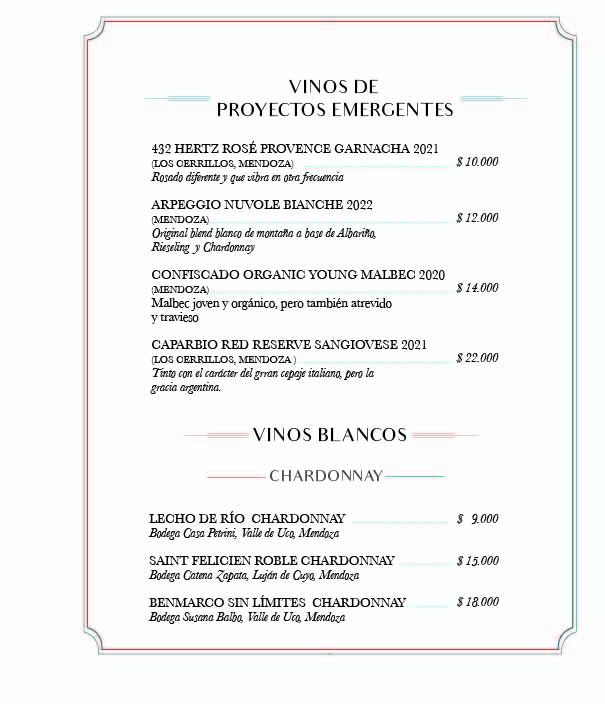 VINOS DE
PROYECTOS EMERGENTES
432 HERTZ ROSÉ PROVENCE GARNACHA 2021
(LOS CERRILLOS, MENDOZA) $ 10.000
Rosado diferente y que vibra en otra frecuencia
ARPEGGIO NUVOLE BIANCHE 2022
(MENDOZA) $ 12.000
Original blend blanco de montaña a base de Albariño,
Rieseling y Chardonnay
CONFISCADO ORGANIC YOUNG MALBEC 2020
(MENDOZA) $ 14.000
Malbec joven y orgánico, pero también atrevido
y travieso
CAPARBIO RED RESERVE SANGIOVESE 2021
(LOS CERRILLOS, MENDOZA ) $ 22.000
Tinto con el carácter del grran cepaje italiano, pero la
gracia argentina.
VINOS BLANCOS
CHARDONNAY
LECHO DE RÍO CHARDONNAY $ 9.000
Bodega Casa Petrini, Valle de Uco, Mendoza
SAINT FELICIEN ROBLE CHARDONNAY $ 15.000
Bodega Catena Zapata, Luján de Cuyo, Mendoza
BENMARCO SIN LÍMITES CHARDONNAY $ 18.000
Bodega Susana Balbo, Valle de Uco, Mendoza